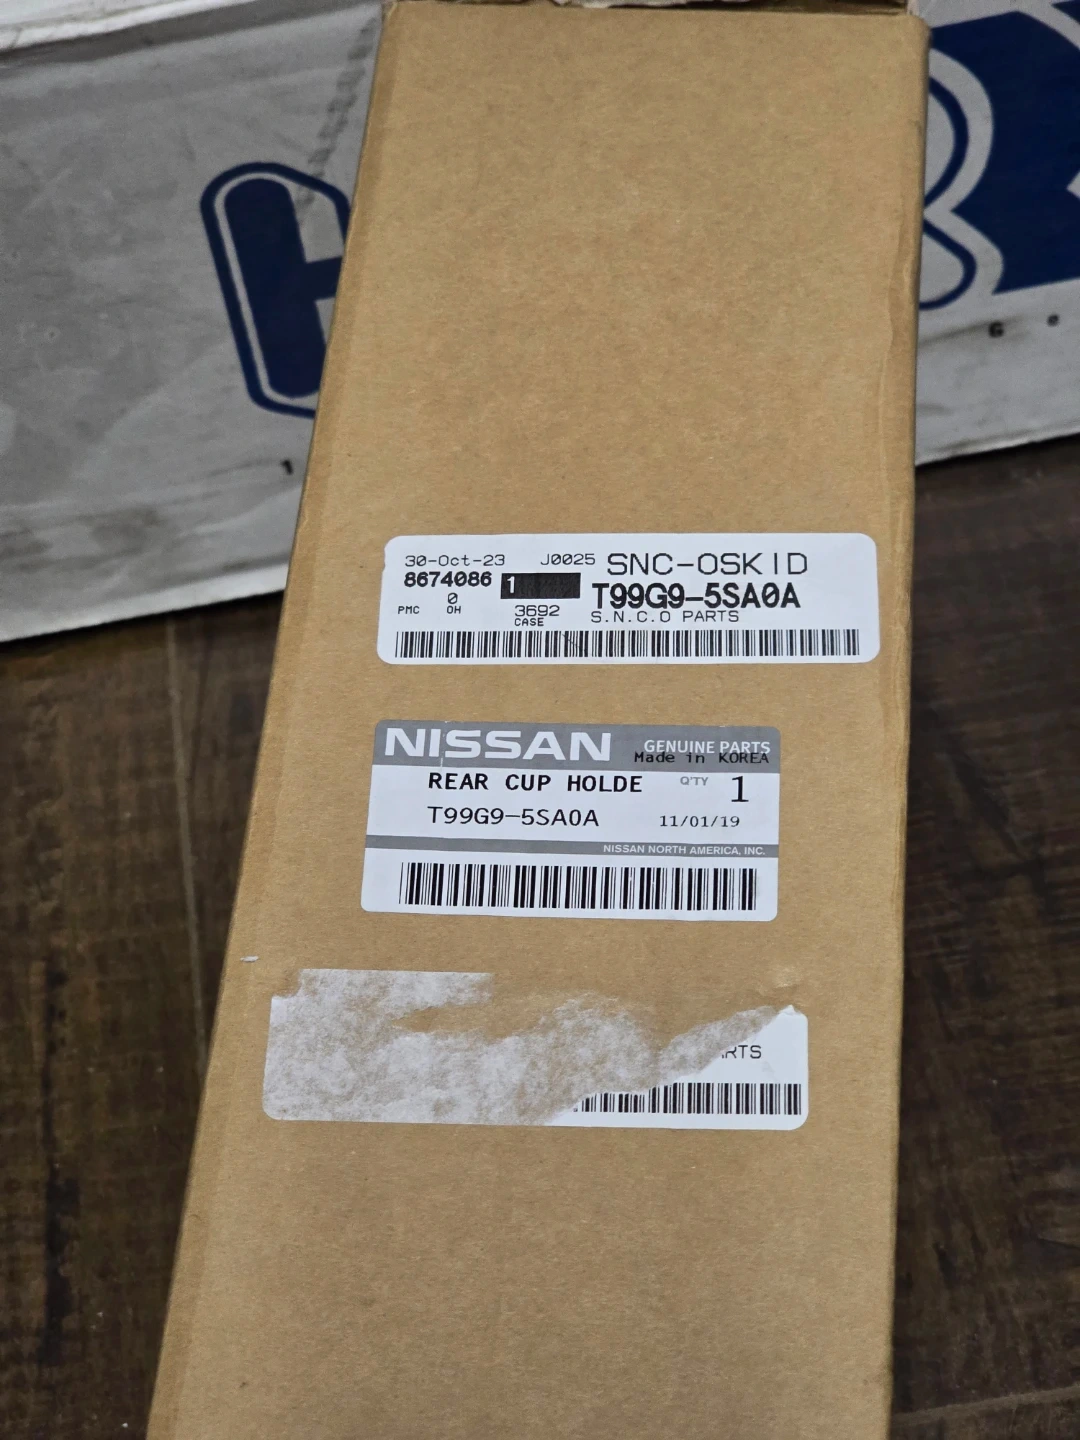 30-Oct-23 J0025 SNC-OSKID
8674086 1 T99G9-5SA0A
0
PMC OH 3692 S.N.C.O PARTS
CASE
NISSAN GENUINE PARTS
Made in KOREA
REAR CUP HOLDE Q'TY 1
T99G9-5SA0A 11/01/19
NISSAN NORTH AMERICA, INC.